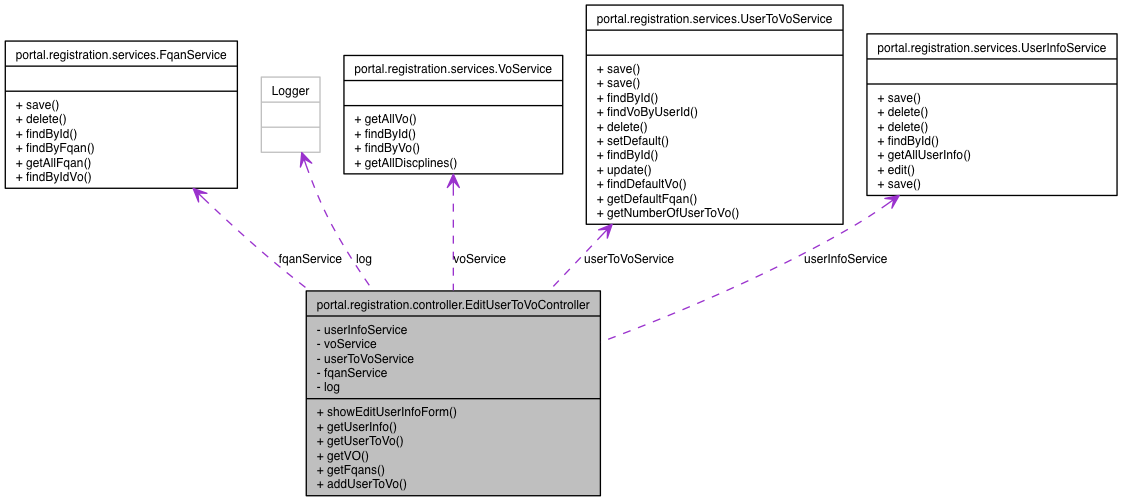 portal.registration.services.FqanService
+ save()
+ delete()
+ findById()
+ findByFqan()
+ getAllFqan()
+ findByIdVo()
Logger
portal.registration.services.VoService
+ getAllVo()
+ findById()
+ findByVo()
+ getAllDiscplines()
portal.registration.services.UserToVoService
+ save()
+ save()
+ findById()
+ findVoByUserId()
+ delete()
+ setDefault()
+ findById()
+ update()
+ findDefaultVo()
+ getDefaultFqan()
+ getNumberOfUserToVo()
portal.registration.services.UserInfoService
+ save()
+ delete()
+ delete()
+ findById()
+ getAllUserInfo()
+ edit()
+ save()
fqanService
log
voService
userToVoService
userInfoService
portal.registration.controller.EditUserToVoController
- userInfoService
- voService
- userToVoService
- fqanService
- log
+ showEditUserInfoForm()
+ getUserInfo()
+ getUserToVo()
+ getVO()
+ getFqans()
+ addUserToVo()